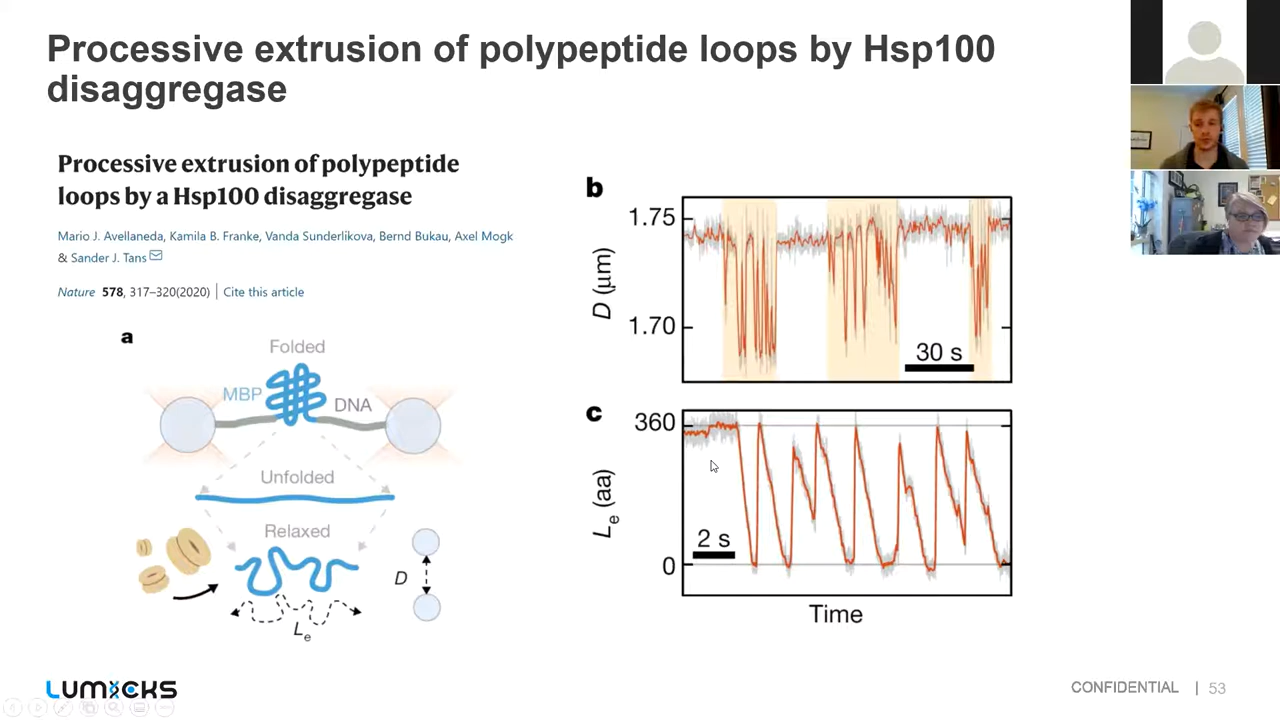 Processive extrusion of polypeptide loops by Hsp100
disaggregase
Processive extrusion of polypeptide
loops by a Hsp100 disaggregase
Mario J. Avellaneda, Kamila B. Franke, Vanda Sunderlikova, Bernd Bukau, Axel Mogk
& Sander J. Tans
Nature 578, 317–320(2020) | Cite this article
a
Folded
MBP
DNA
Unfolded
Relaxed
D
Le
b
1.75
D (μm)
1.70
30 s
c
360
Le (aa)
2 s
0
Time
LUMICKS
CONFIDENTIAL | 53